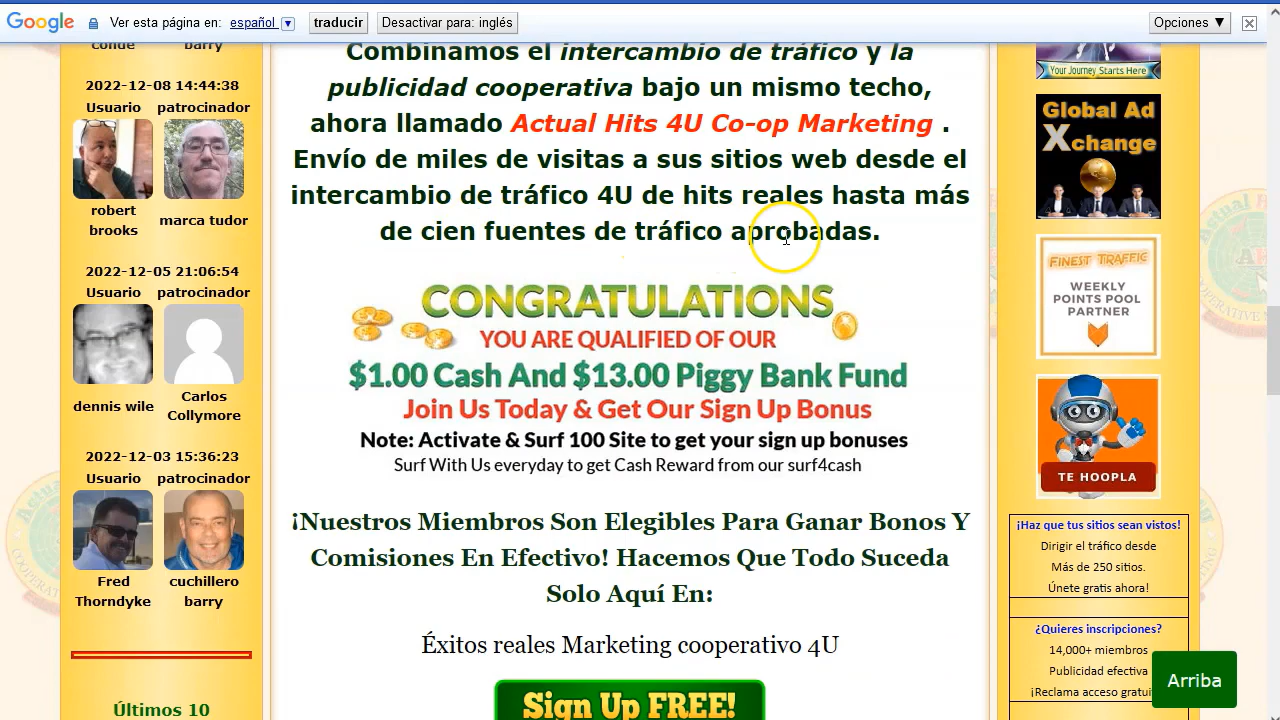 Google Ver esta página en: español traducir Desactivar para: inglés Opciones ▼
conde barry
2022-12-08 14:44:38
Usuario patrocinador
robert brooks
marca tudor
2022-12-05 21:06:54
Usuario patrocinador
dennis wile
Carlos Collymore
2022-12-03 15:36:23
Usuario patrocinador
Fred Thorndyke
cuchillero barry
Últimos 10
Combinamos el intercambio de tráfico y la
publicidad cooperativa bajo un mismo techo,
ahora llamado Actual Hits 4U Co-op Marketing .
Envío de miles de visitas a sus sitios web desde el
intercambio de tráfico 4U de hits reales hasta más
de cien fuentes de tráfico aprobadas.
CONGRATULATIONS
YOU ARE QUALIFIED OF OUR
$1.00 Cash And $13.00 Piggy Bank Fund
Join Us Today & Get Our Sign Up Bonus
Note: Activate & Surf 100 Site to get your sign up bonuses
Surf With Us everyday to get Cash Reward from our surf4cash
¡Nuestros Miembros Son Elegibles Para Ganar Bonos Y
Comisiones En Efectivo! Hacemos Que Todo Suceda
Solo Aquí En:
Éxitos reales Marketing cooperativo 4U
Sign Up FREE!
Your Journey Starts Here
Global Ad
Xchange
FINEST TRAFFIC
WEEKLY
POINTS POOL
PARTNER
TE HOOPLA
¡Haz que tus sitios sean vistos!
Dirigir el tráfico desde
Más de 250 sitios.
Únete gratis ahora!
¿Quieres inscripciones?
14,000+ miembros
Publicidad efectiva
¡Reclama acceso
Arriba